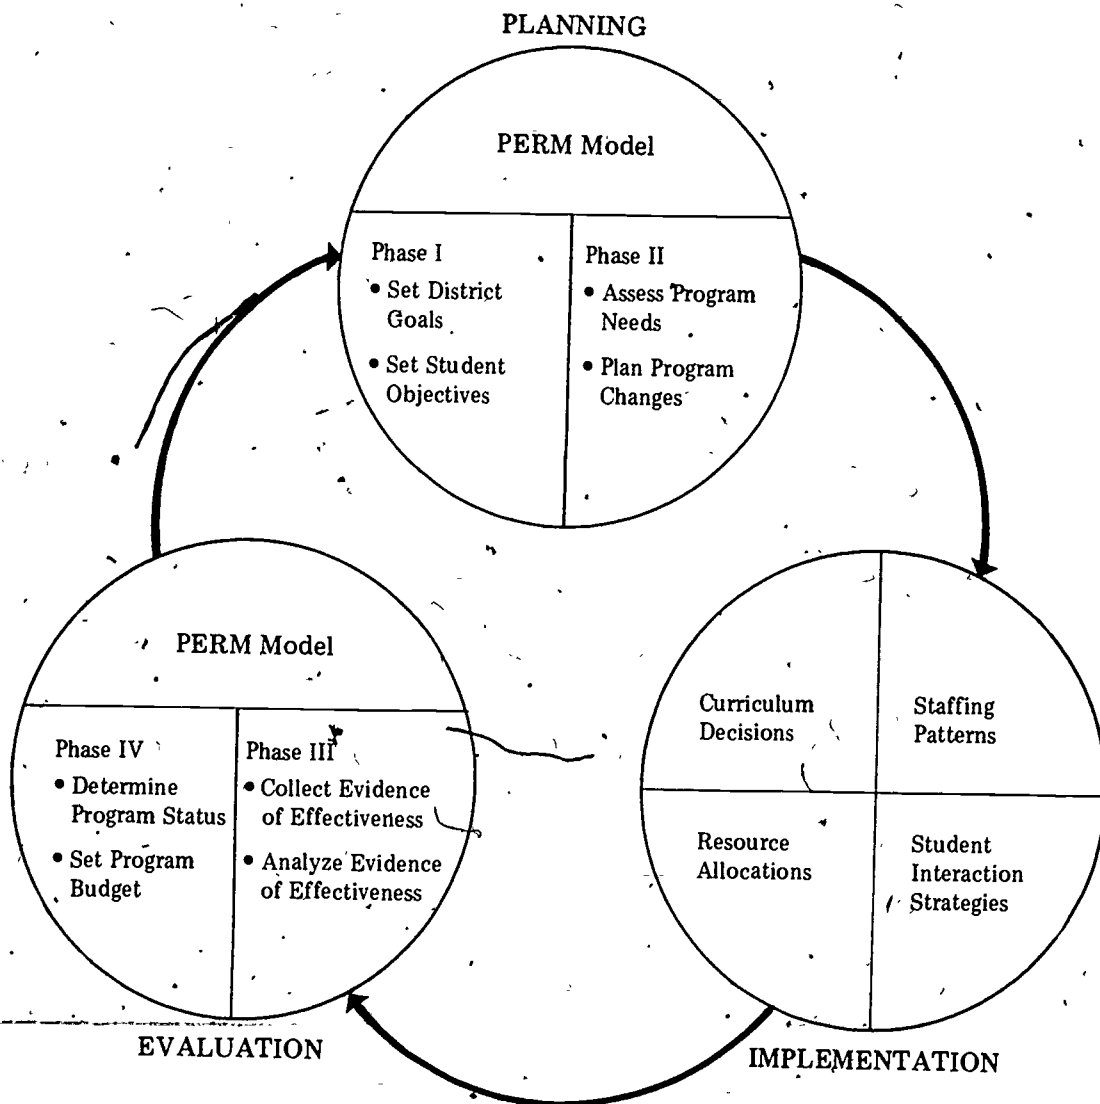 PLANNING
PERM Model
Phase I
• Set District
Goals
• Set Student
Objectives
Phase II
• Assess Program
Needs
• Plan Program
Changes
PERM Model
Phase IV
• Determine
Program Status
• Set Program
Budget
Phase III
• Collect Evidence
of Effectiveness
• Analyze Evidence
of Effectiveness
EVALUATION
Curriculum
Decisions
Staffing
Patterns
Resource
Allocations
Student
Interaction
Strategies
IMPLEMENTATION